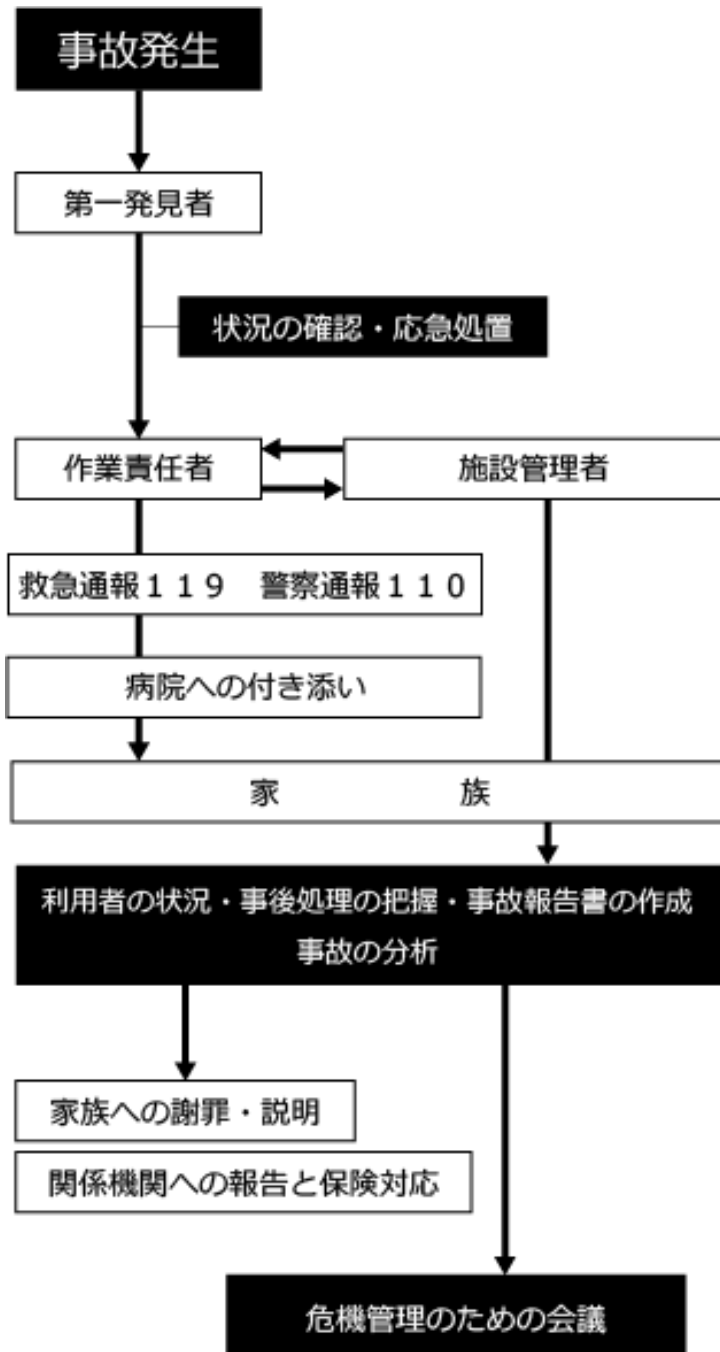 事故発生
第一発見者
状況の確認・応急処置
作業責任者
施設管理者
救急通報１１９　警察通報１１０
病院への付き添い
家　　　　　　族
利用者の状況・事後処理の把握・事故報告書の作成
事故の分析
家族への謝罪・説明
関係機関への報告と保険対応
危機管理のための会議